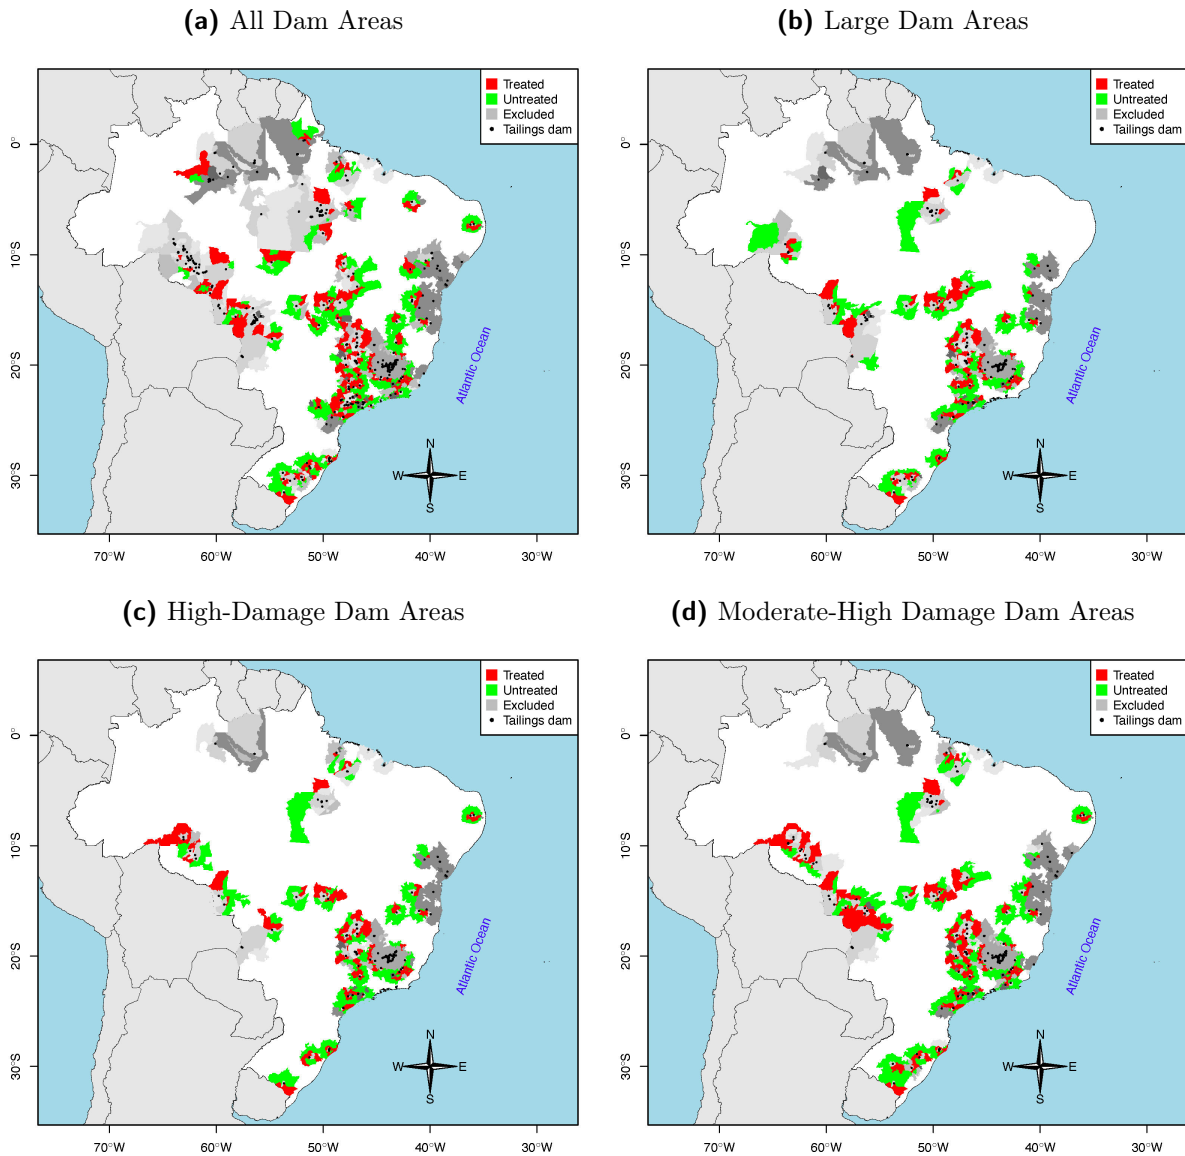 (a) All Dam Areas
Treated
Untreated
Excluded
Tailings dam
0°
10°S
20°S
30°S
Atlantic Ocean
N
W
E
S
70°W
60°W
50°W
40°W
30°W
(b) Large Dam Areas
Treated
Untreated
Excluded
Tailings dam
0°
10°S
20°S
30°S
Atlantic Ocean
N
W
E
S
70°W
60°W
50°W
40°W
30°W
(c) High-Damage Dam Areas
Treated
Untreated
Excluded
Tailings dam
0°
10°S
20°S
30°S
Atlantic Ocean
N
W
E
S
70°W
60°W
50°W
40°W
30°W
(d) Moderate-High Damage Dam Areas
Treated
Untreated
Excluded
Tailings dam
0°
10°S
20°S
30°S
Atlantic Ocean
N
W
E
S
70°W
60°W
50°W
40°W
30°W